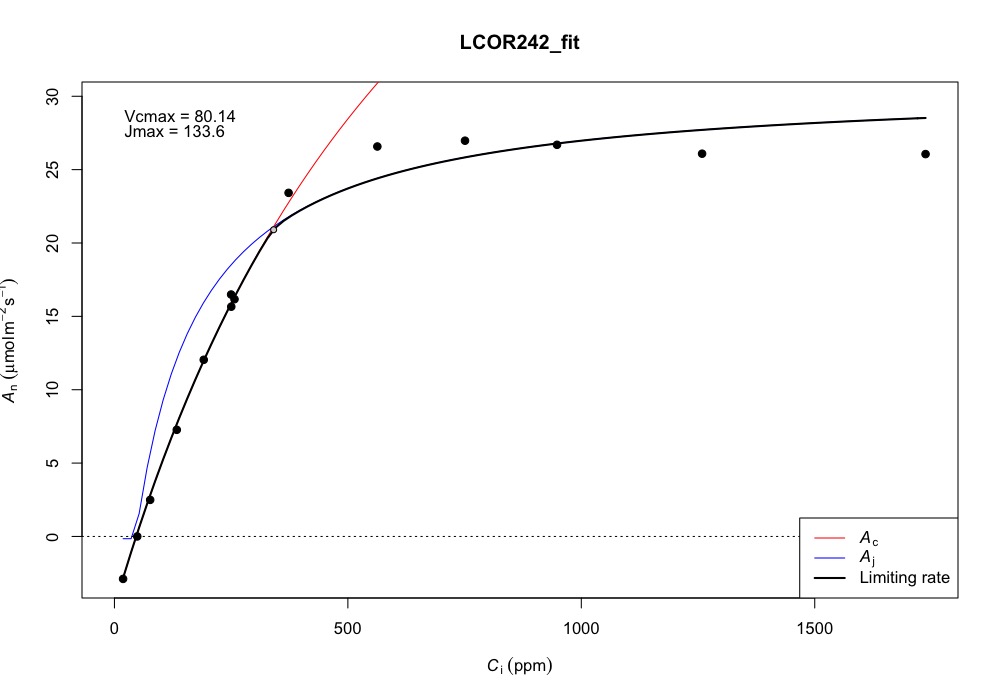 LCOR242_fit
Vcmax = 80.14
Jmax = 133.6
30
25
20
15
10
5
0
Aₙ (μmolm⁻²s⁻¹)
0 500 1000 1500
Cᵢ (ppm)
A꜀
Aⱼ
Limiting rate